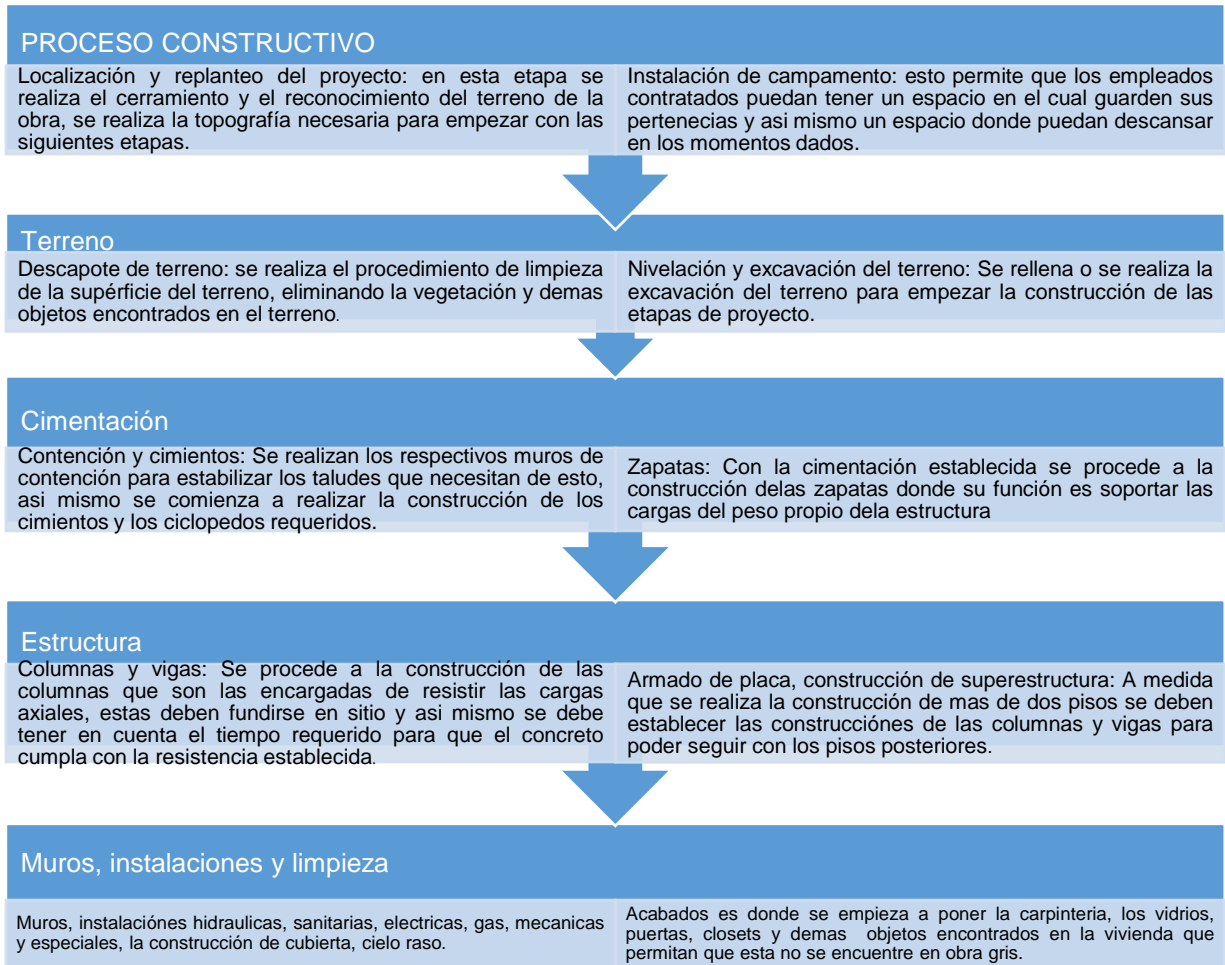 PROCESO CONSTRUCTIVO
Localización y replanteo del proyecto: en esta etapa se
realiza el cerramiento y el reconocimiento del terreno de la
obra, se realiza la topografía necesaria para empezar con las
siguientes etapas.
Instalación de campamento: esto permite que los empleados
contratados puedan tener un espacio en el cual guarden sus
pertenecias y asi mismo un espacio donde puedan descansar
en los momentos dados.
Terreno
Descapote de terreno: se realiza el procedimiento de limpieza
de la supérficie del terreno, eliminando la vegetación y demas
objetos encontrados en el terreno.
Nivelación y excavación del terreno: Se rellena o se realiza la
excavación del terreno para empezar la construcción de las
etapas de proyecto.
Cimentación
Contención y cimientos: Se realizan los respectivos muros de
contención para estabilizar los taludes que necesitan de esto,
asi mismo se comienza a realizar la construcción de los
cimientos y los ciclopedos requeridos.
Zapatas: Con la cimentación establecida se procede a la
construcción delas zapatas donde su función es soportar las
cargas del peso propio dela estructura
Estructura
Columnas y vigas: Se procede a la construcción de las
columnas que son las encargadas de resistir las cargas
axiales, estas deben fundirse en sitio y asi mismo se debe
tener en cuenta el tiempo requerido para que el concreto
cumpla con la resistencia establecida.
Armado de placa, construcción de superestructura: A medida
que se realiza la construcción de mas de dos pisos se deben
establecer las construcciónes de las columnas y vigas para
poder seguir con los pisos posteriores.
Muros, instalaciones y limpieza
Muros, instalaciónes hidraulicas, sanitarias, electricas, gas, mecanicas
y especiales, la construcción de cubierta, cielo raso.
Acabados es donde se empieza a poner la carpinteria, los vidrios,
puertas, closets y demas objetos encontrados en la vivienda que
permitan que esta no se encuentre en obra gris.